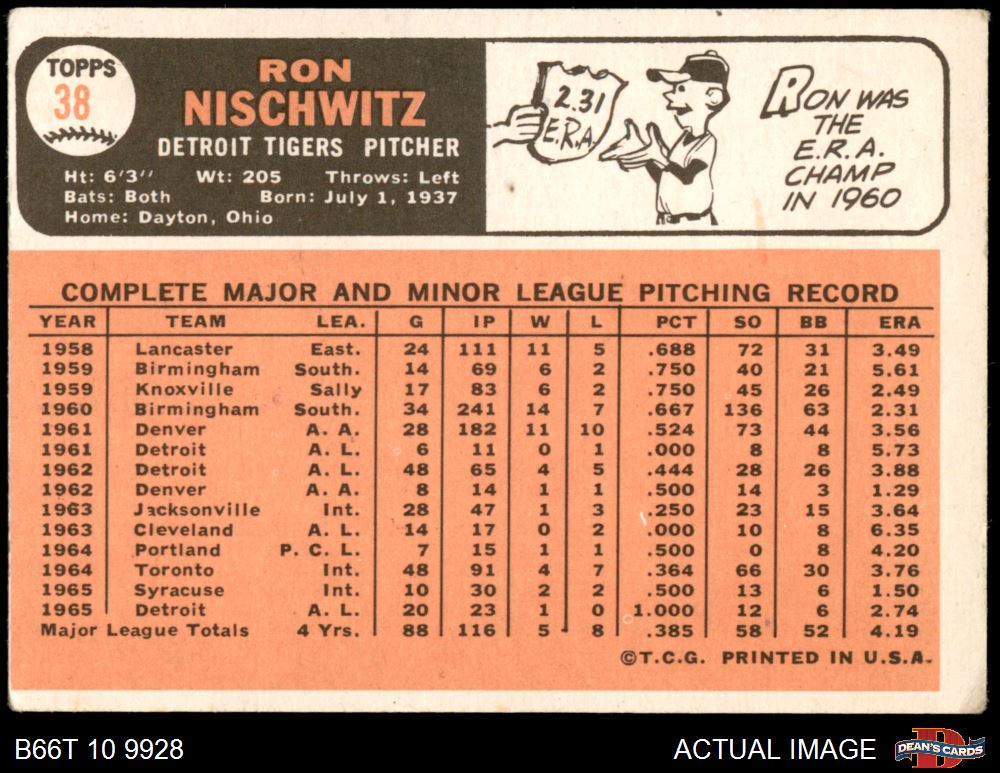 TOPPS
38
RON
NISCHWITZ
DETROIT TIGERS PITCHER
Ht: 6'3" Wt: 205 Throws: Left
Bats: Both Born: July 1, 1937
Home: Dayton, Ohio
2.31
E.R.A.
RON WAS
THE
E.R.A.
CHAMP
IN 1960
COMPLETE MAJOR AND MINOR LEAGUE PITCHING RECORD
YEAR TEAM LEA. G IP W L PCT SO BB ERA
1958 Lancaster East. 24 111 11 5 .688 72 31 3.49
1959 Birmingham South. 14 69 6 2 .750 40 21 5.61
1959 Knoxville Sally 17 83 6 2 .750 45 26 2.49
1960 Birmingham South. 34 241 14 7 .667 136 63 2.31
1961 Denver A. A. 28 182 11 10 .524 73 44 3.56
1961 Detroit A. L. 6 11 0 1 .000 8 8 5.73
1962 Detroit A. L. 48 65 4 5 .444 28 26 3.88
1962 Denver A. A. 8 14 1 1 .500 14 3 1.29
1963 Jacksonville Int. 28 47 1 3 .250 23 15 3.64
1963 Cleveland A. L. 14 17 0 2 .000 10 8 6.35
1964 Portland P. C. L. 7 15 1 1 .500 0 8 4.20
1964 Toronto Int. 48 91 4 7 .364 66 30 3.76
1965 Syracuse Int. 10 30 2 2 .500 13 6 1.50
1965 Detroit A. L. 20 23 1 0 1.000 12 6 2.74
Major League Totals 4 Yrs. 88 116 5 8 .385 58 52 4.19
©T.C.G. PRINTED IN U.S.A.
B66T 10 9928
ACTUAL IMAGE
D
DEAN'S CARDS